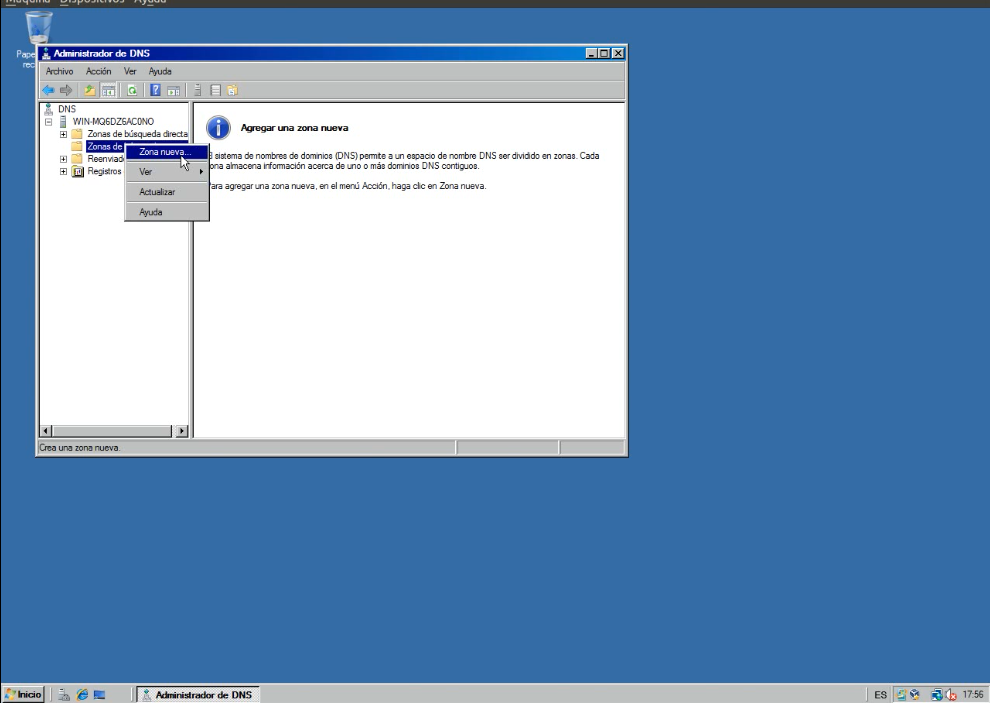 Máquina Dispositivos Ayuda
Administrador de DNS
Archivo Acción Ver Ayuda
DNS
WIN-MQ6DZ6AC0NO
Zonas de búsqueda directa
Zonas de
Registros
Zona nueva...
Ver
Actualizar
Ayuda
Agregar una zona nueva
sistema de nombres de dominios (DNS) permite a un espacio de nombre DNS ser dividido en zonas. Cada
ona almacena información acerca de uno o más dominios DNS contiguos.
ara agregar una zona nueva, en el menú Acción, haga clic en Zona nueva.
Crea una zona nueva.
Inicio
Administrador de DNS
ES
17:56